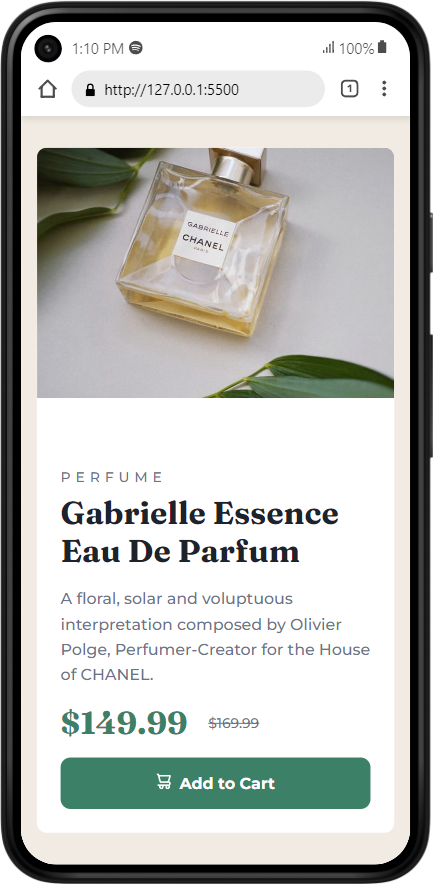 1:10 PM
100%
http://127.0.0.1:5500
1
GABRIELLE
CHANEL
PARIS
PERFUME
Gabrielle Essence
Eau De Parfum
A floral, solar and voluptuous
interpretation composed by Olivier
Polge, Perfumer-Creator for the House
of CHANEL.
$149.99 $169.99
Add to Cart